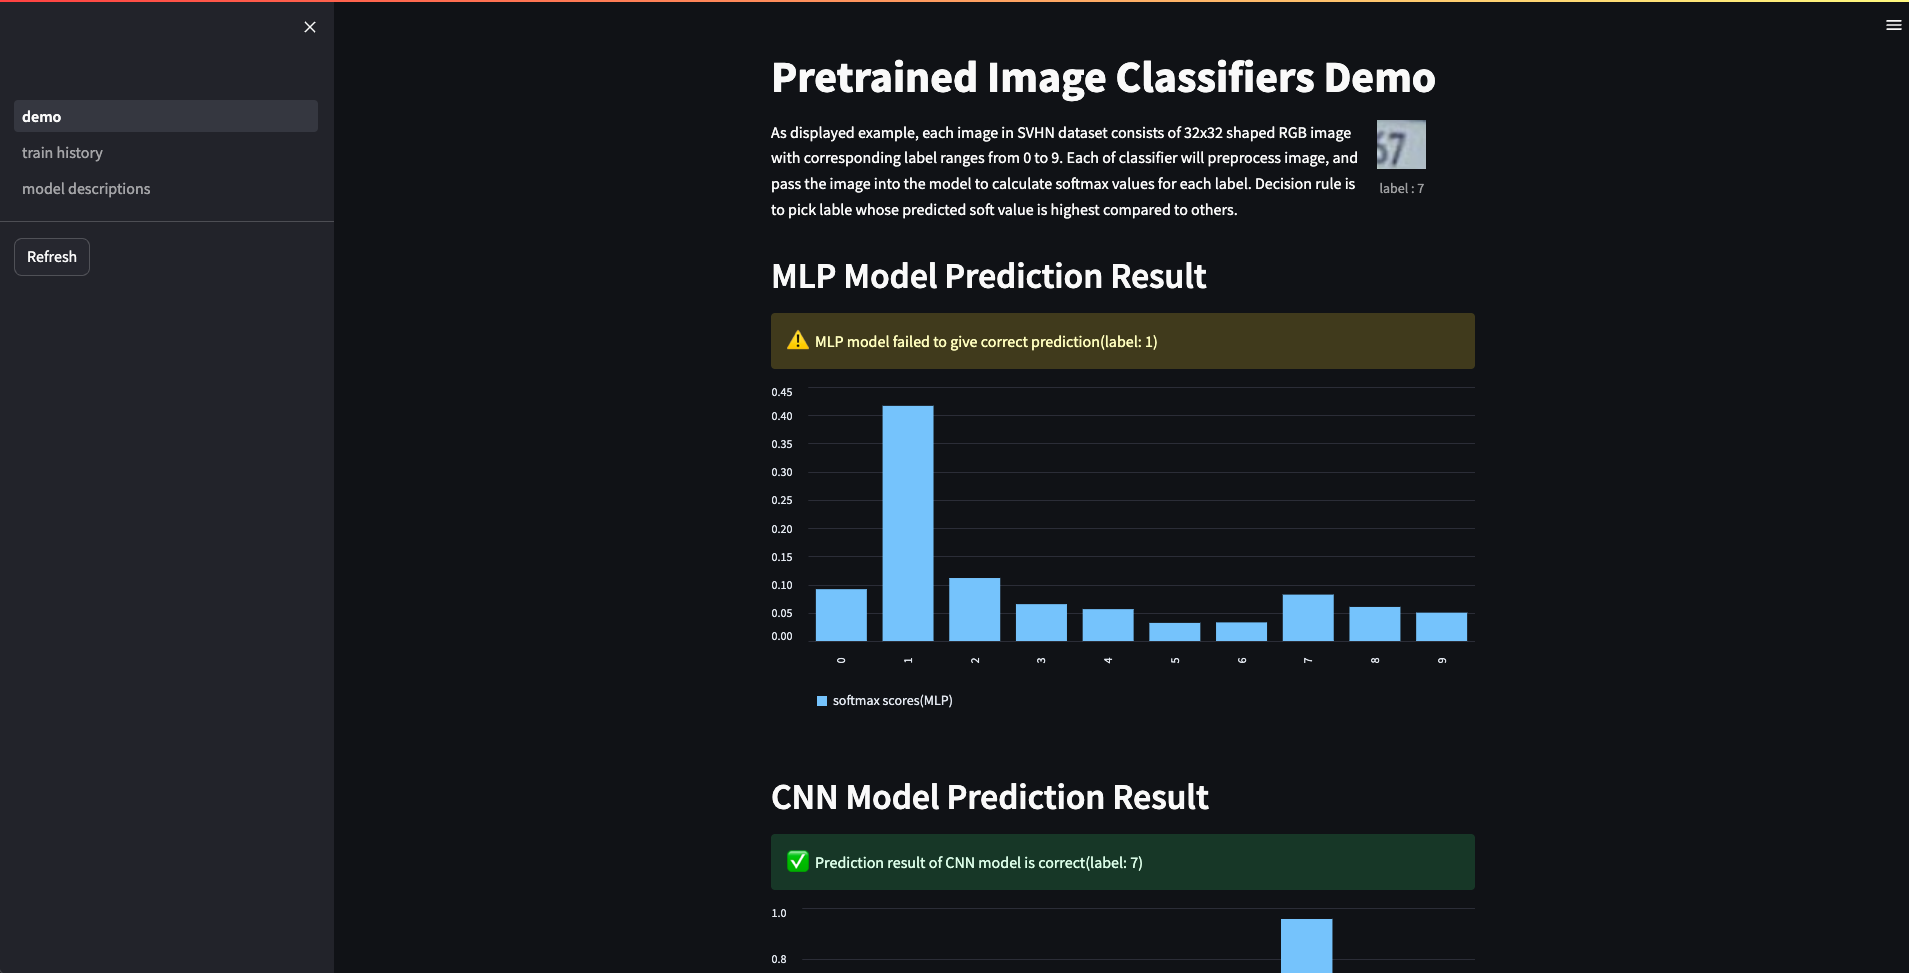 demo
train history
model descriptions
Refresh
Pretrained Image Classifiers Demo
As displayed example, each image in SVHN dataset consists of 32x32 shaped RGB image
with corresponding label ranges from 0 to 9. Each of classifier will preprocess image, and
pass the image into the model to calculate softmax values for each label. Decision rule is
to pick lable whose predicted soft value is highest compared to others.
67
label : 7
MLP Model Prediction Result
MLP model failed to give correct prediction(label: 1)
0.45
0.40
0.35
0.30
0.25
0.20
0.15
0.10
0.05
0.00
0 1 2 3 4 5 6 7 8 9
softmax scores(MLP)
CNN Model Prediction Result
Prediction result of CNN model is correct(label: 7)
1.0
0.8